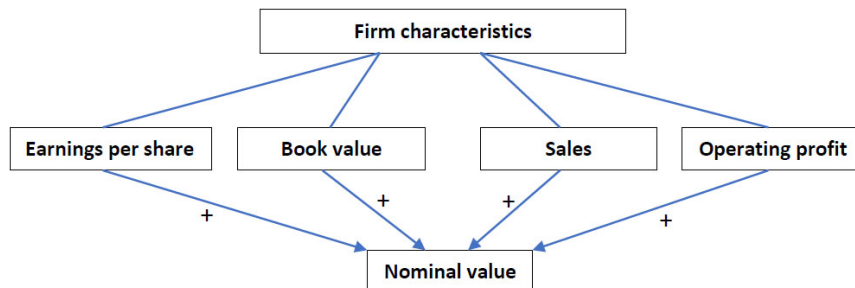 Firm characteristics
Earnings per share
Book value
Sales
Operating profit
+
+
+
+
Nominal value